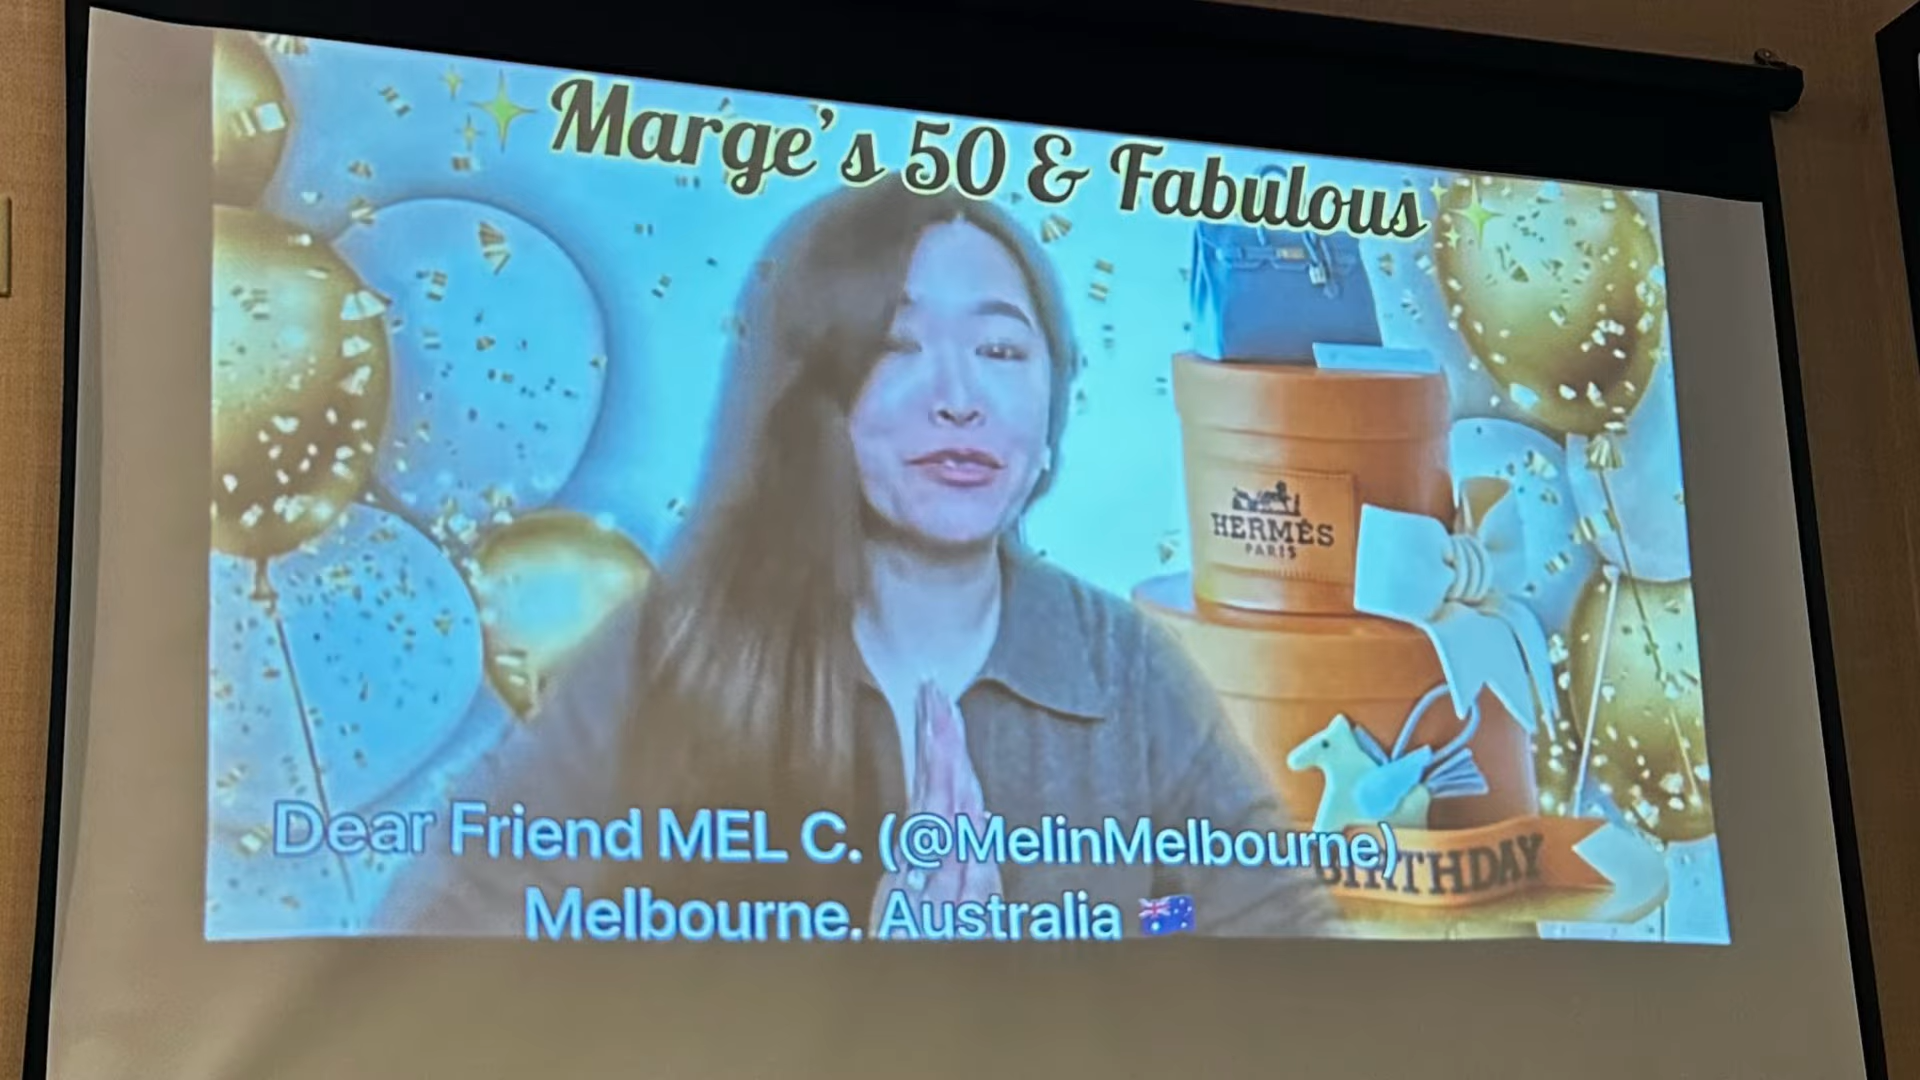 Marge's 50 & Fabulous
HERMÈS
PARIS
Dear Friend MEL C. (@MelinMelbourne)
BIRTHDAY
Melbourne, Australia